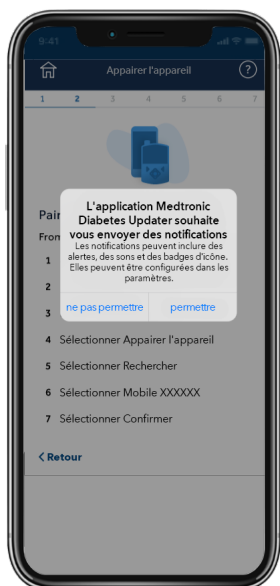 9:41
Appairer l'appareil
?
1 2 3 4 5 6 7
Pai
From
1
2
3
L'application Medtronic
Diabetes Updater souhaite
vous envoyer des notifications
Les notifications peuvent inclure des
alertes, des sons et des badges d'icône.
Elles peuvent être configurées dans les
paramètres.
ne pas permettre permettre
4 Sélectionner Appairer l'appareil
5 Sélectionner Rechercher
6 Sélectionner Mobile XXXXXX
7 Sélectionner Confirmer
< Retour